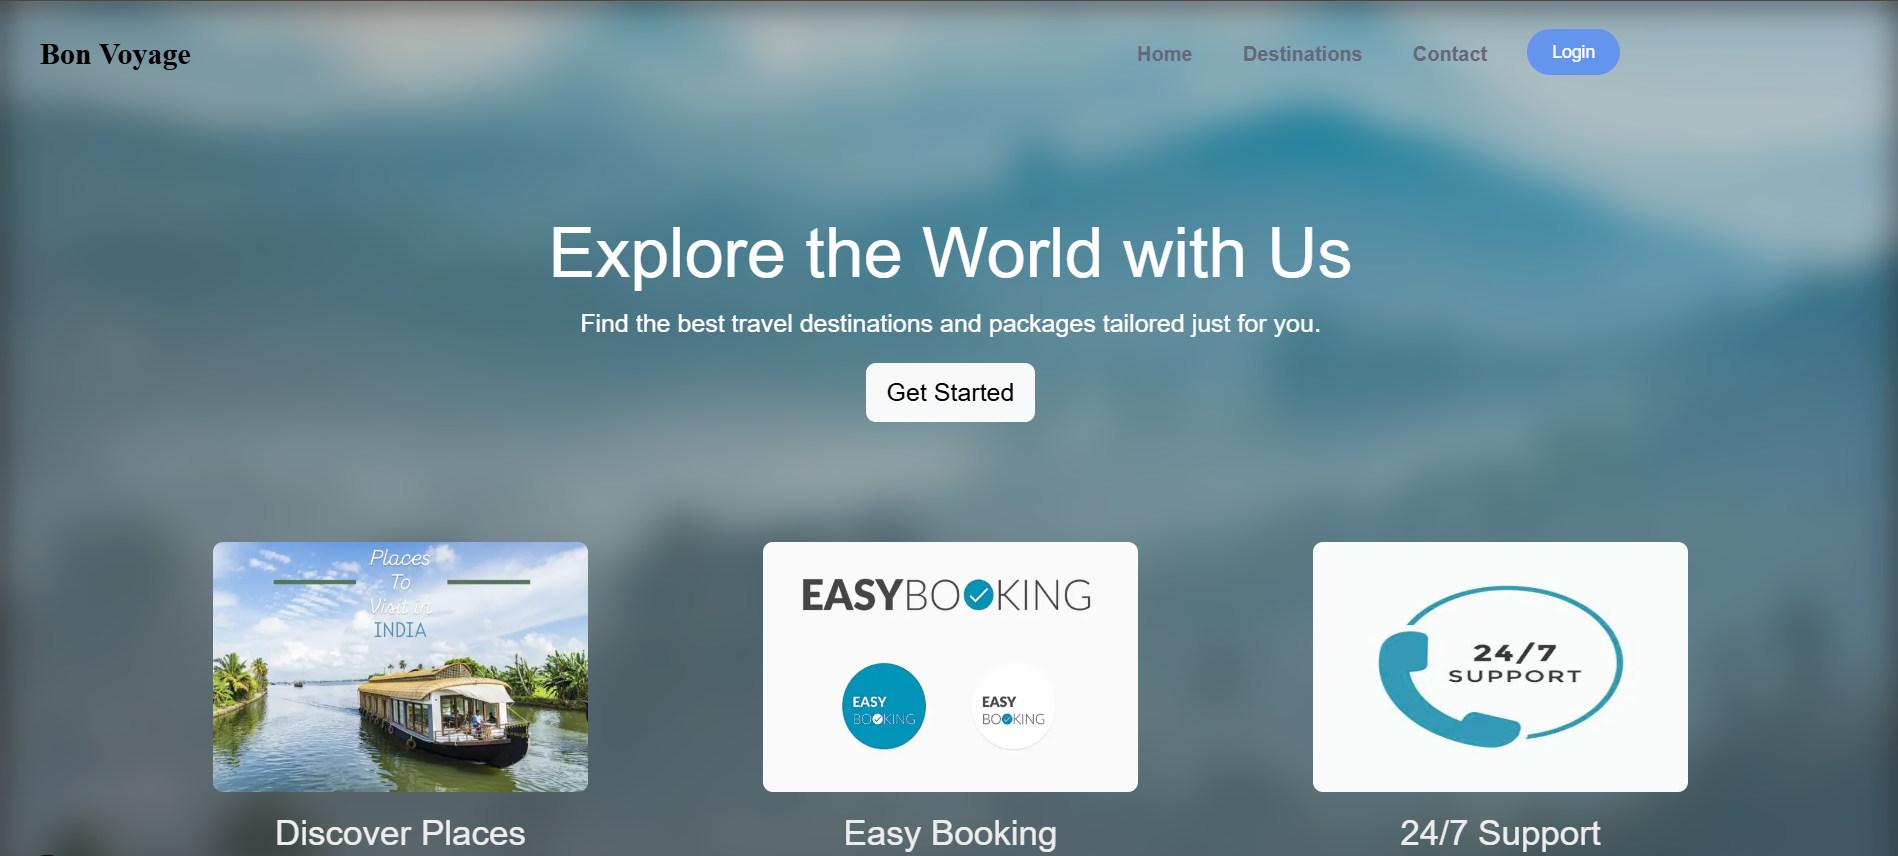 Bon Voyage
Home
Destinations
Contact
Login
Explore the World with Us
Find the best travel destinations and packages tailored just for you.
Get Started
Places
To
Visit in
INDIA
EASYBOOKING
EASY
BOOKING
EASY
BOOKING
24/7
SUPPORT
Discover Places
Easy Booking
24/7 Support